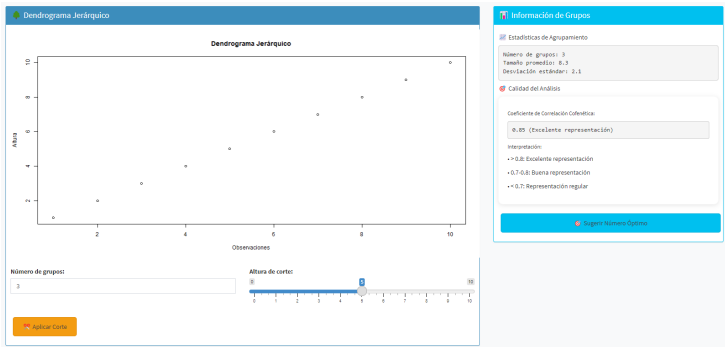 Dendrograma Jerárquico
Dendrograma Jerárquico
Altura
10
8
6
4
2
2 4 6 8 10
Observaciones
Número de grupos:
3
Altura de corte:
0 5 10
0 1 2 3 4 5 6 7 8 9 10
Aplicar Corte
Información de Grupos
Estadísticas de Agrupamiento
Número de grupos: 3
Tamaño promedio: 8.3
Desviación estándar: 2.1
Calidad del Análisis
Coeficiente de Correlación Cofenética:
0.85 (Excelente representación)
Interpretación:
• > 0.8: Excelente representación
• 0.7-0.8: Buena representación
• < 0.7: Representación regular
Sugerir Número Óptimo